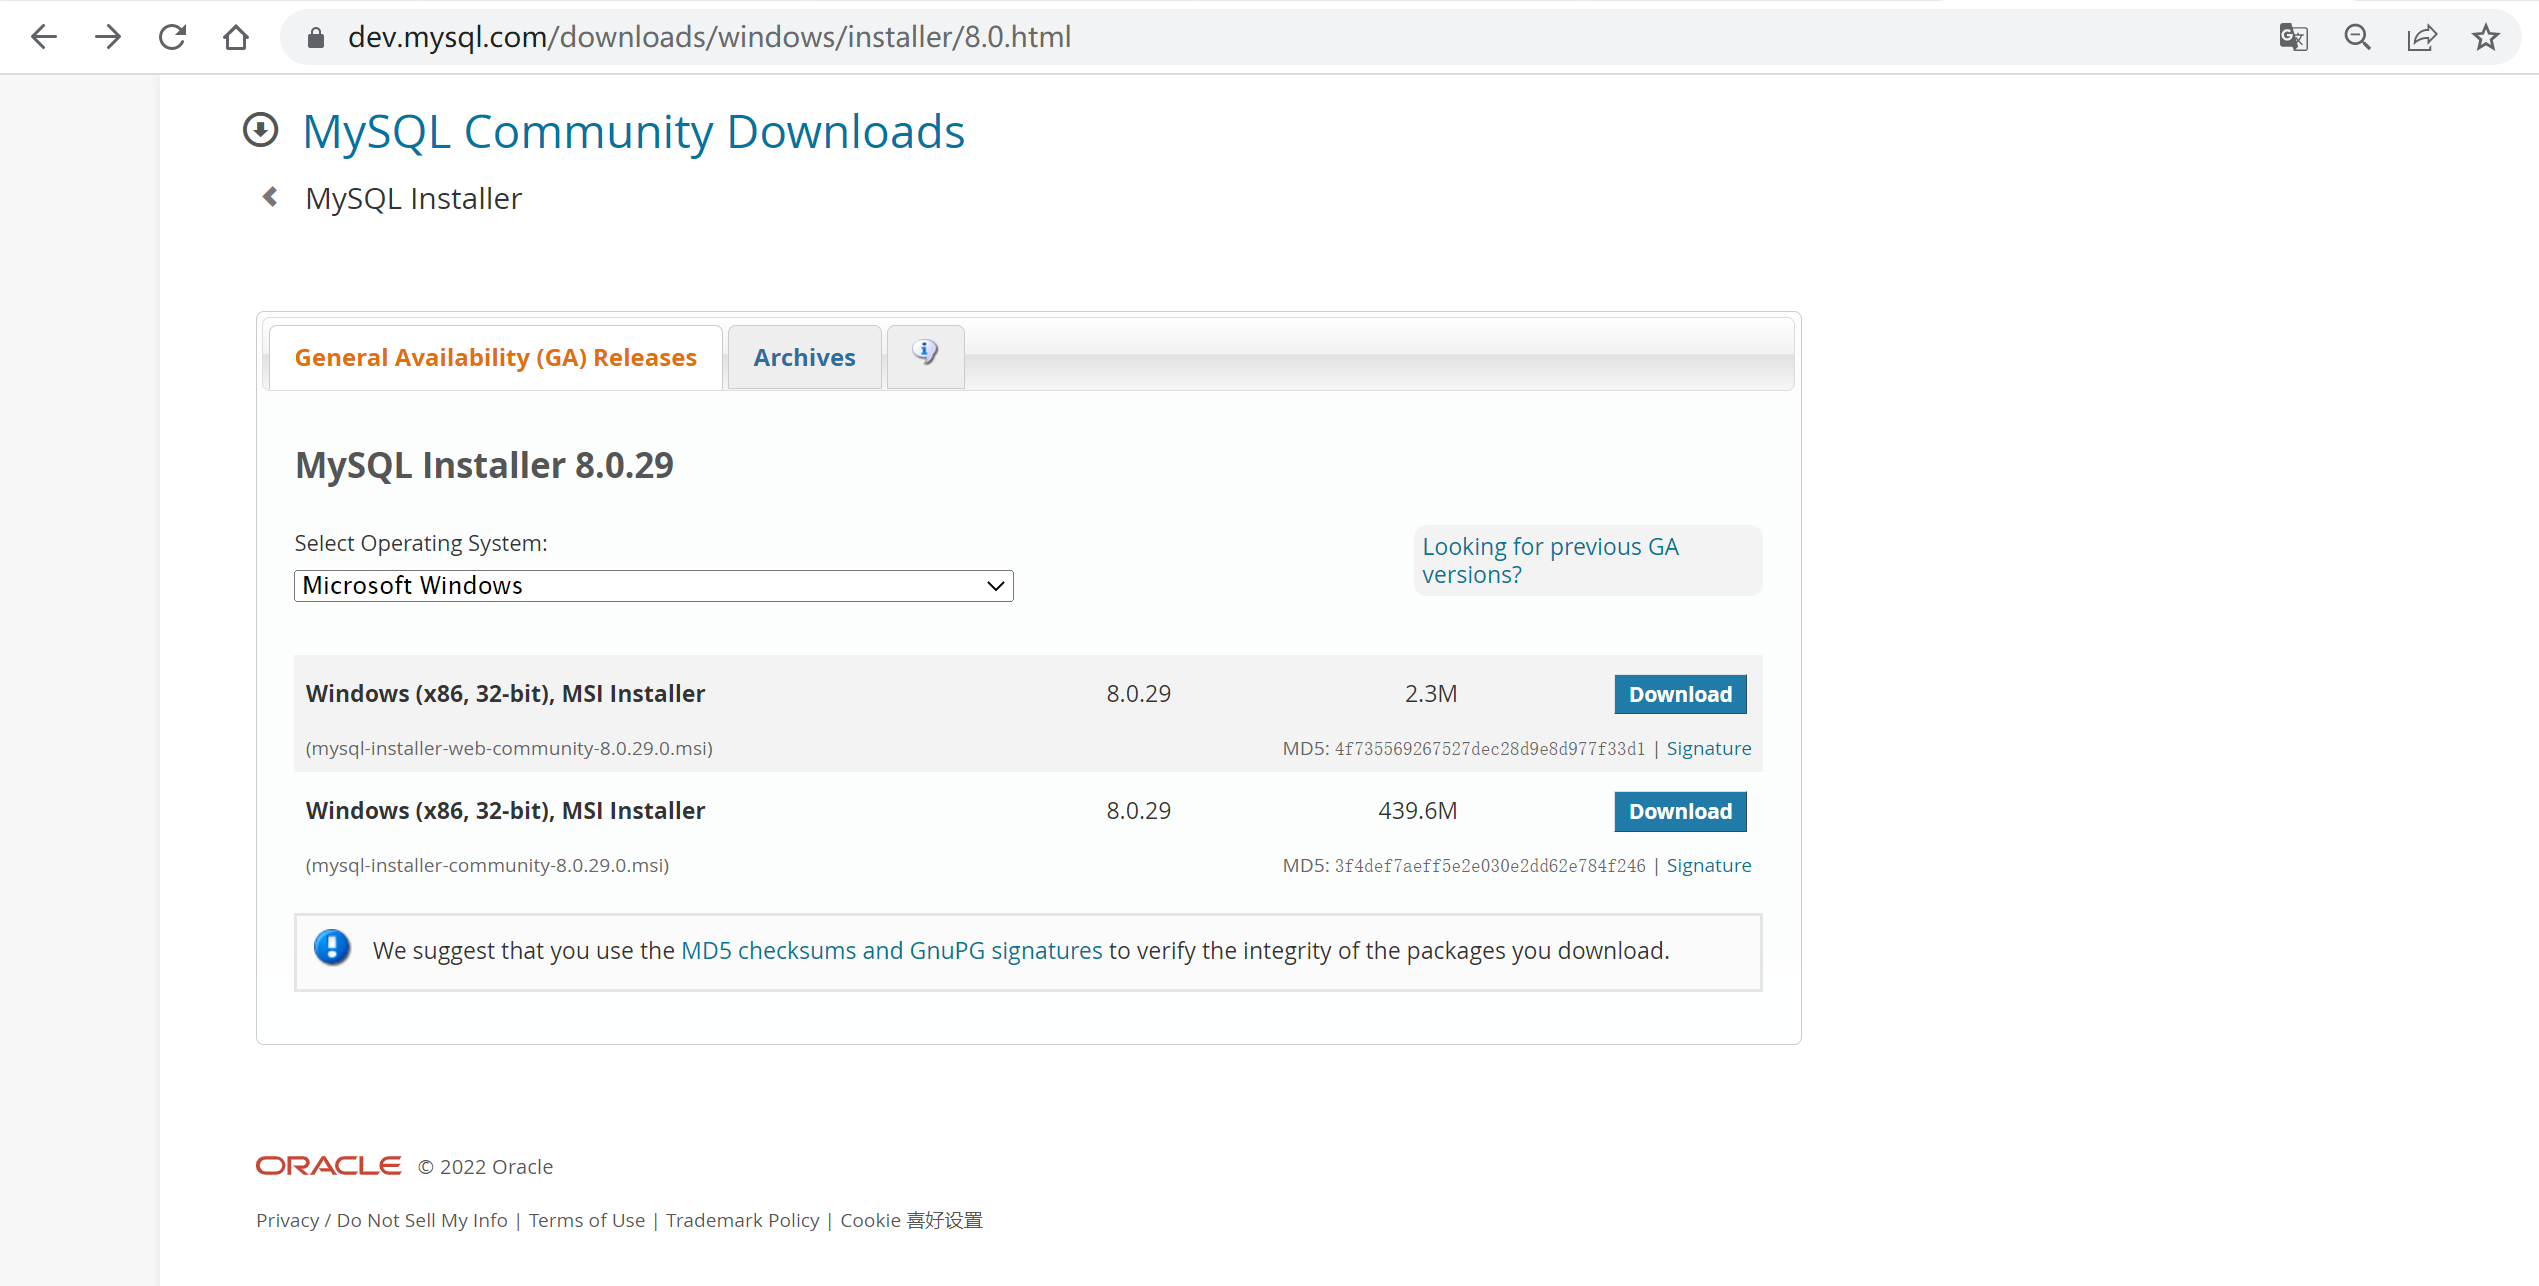 dev.mysql.com/downloads/windows/installer/8.0.html
MySQL Community Downloads
MySQL Installer
General Availability (GA) Releases
Archives
MySQL Installer 8.0.29
Select Operating System:
Microsoft Windows
Looking for previous GA
versions?
Windows (x86, 32-bit), MSI Installer 8.0.29 2.3M Download
(mysql-installer-web-community-8.0.29.0.msi) MD5: 4f735569267527dec28d9e8d977f33d1 | Signature
Windows (x86, 32-bit), MSI Installer 8.0.29 439.6M Download
(mysql-installer-community-8.0.29.0.msi) MD5: 3f4def7aeff5e2e030e2dd62e784f246 | Signature
We suggest that you use the MD5 checksums and GnuPG signatures to verify the integrity of the packages you download.
ORACLE © 2022 Oracle
Privacy / Do Not Sell My Info | Terms of Use | Trademark Policy | Cookie 喜好设置